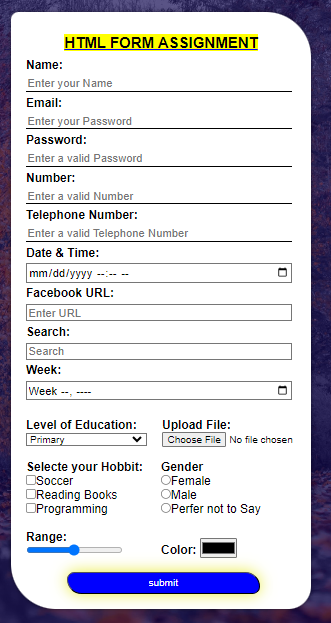 HTML FORM ASSIGNMENT
Name:
Enter your Name
Email:
Enter your Password
Password:
Enter a valid Password
Number:
Enter a valid Number
Telephone Number:
Enter a valid Telephone Number
Date & Time:
mm/dd/yyyy --:-- --
Facebook URL:
Enter URL
Search:
Search
Week:
Week --, ----
Level of Education: Upload File:
Primary Choose File No file chosen
Selecte your Hobbit: Gender
Soccer Female
Reading Books Male
Programming Perfer not to Say
Range:
Color:
submit